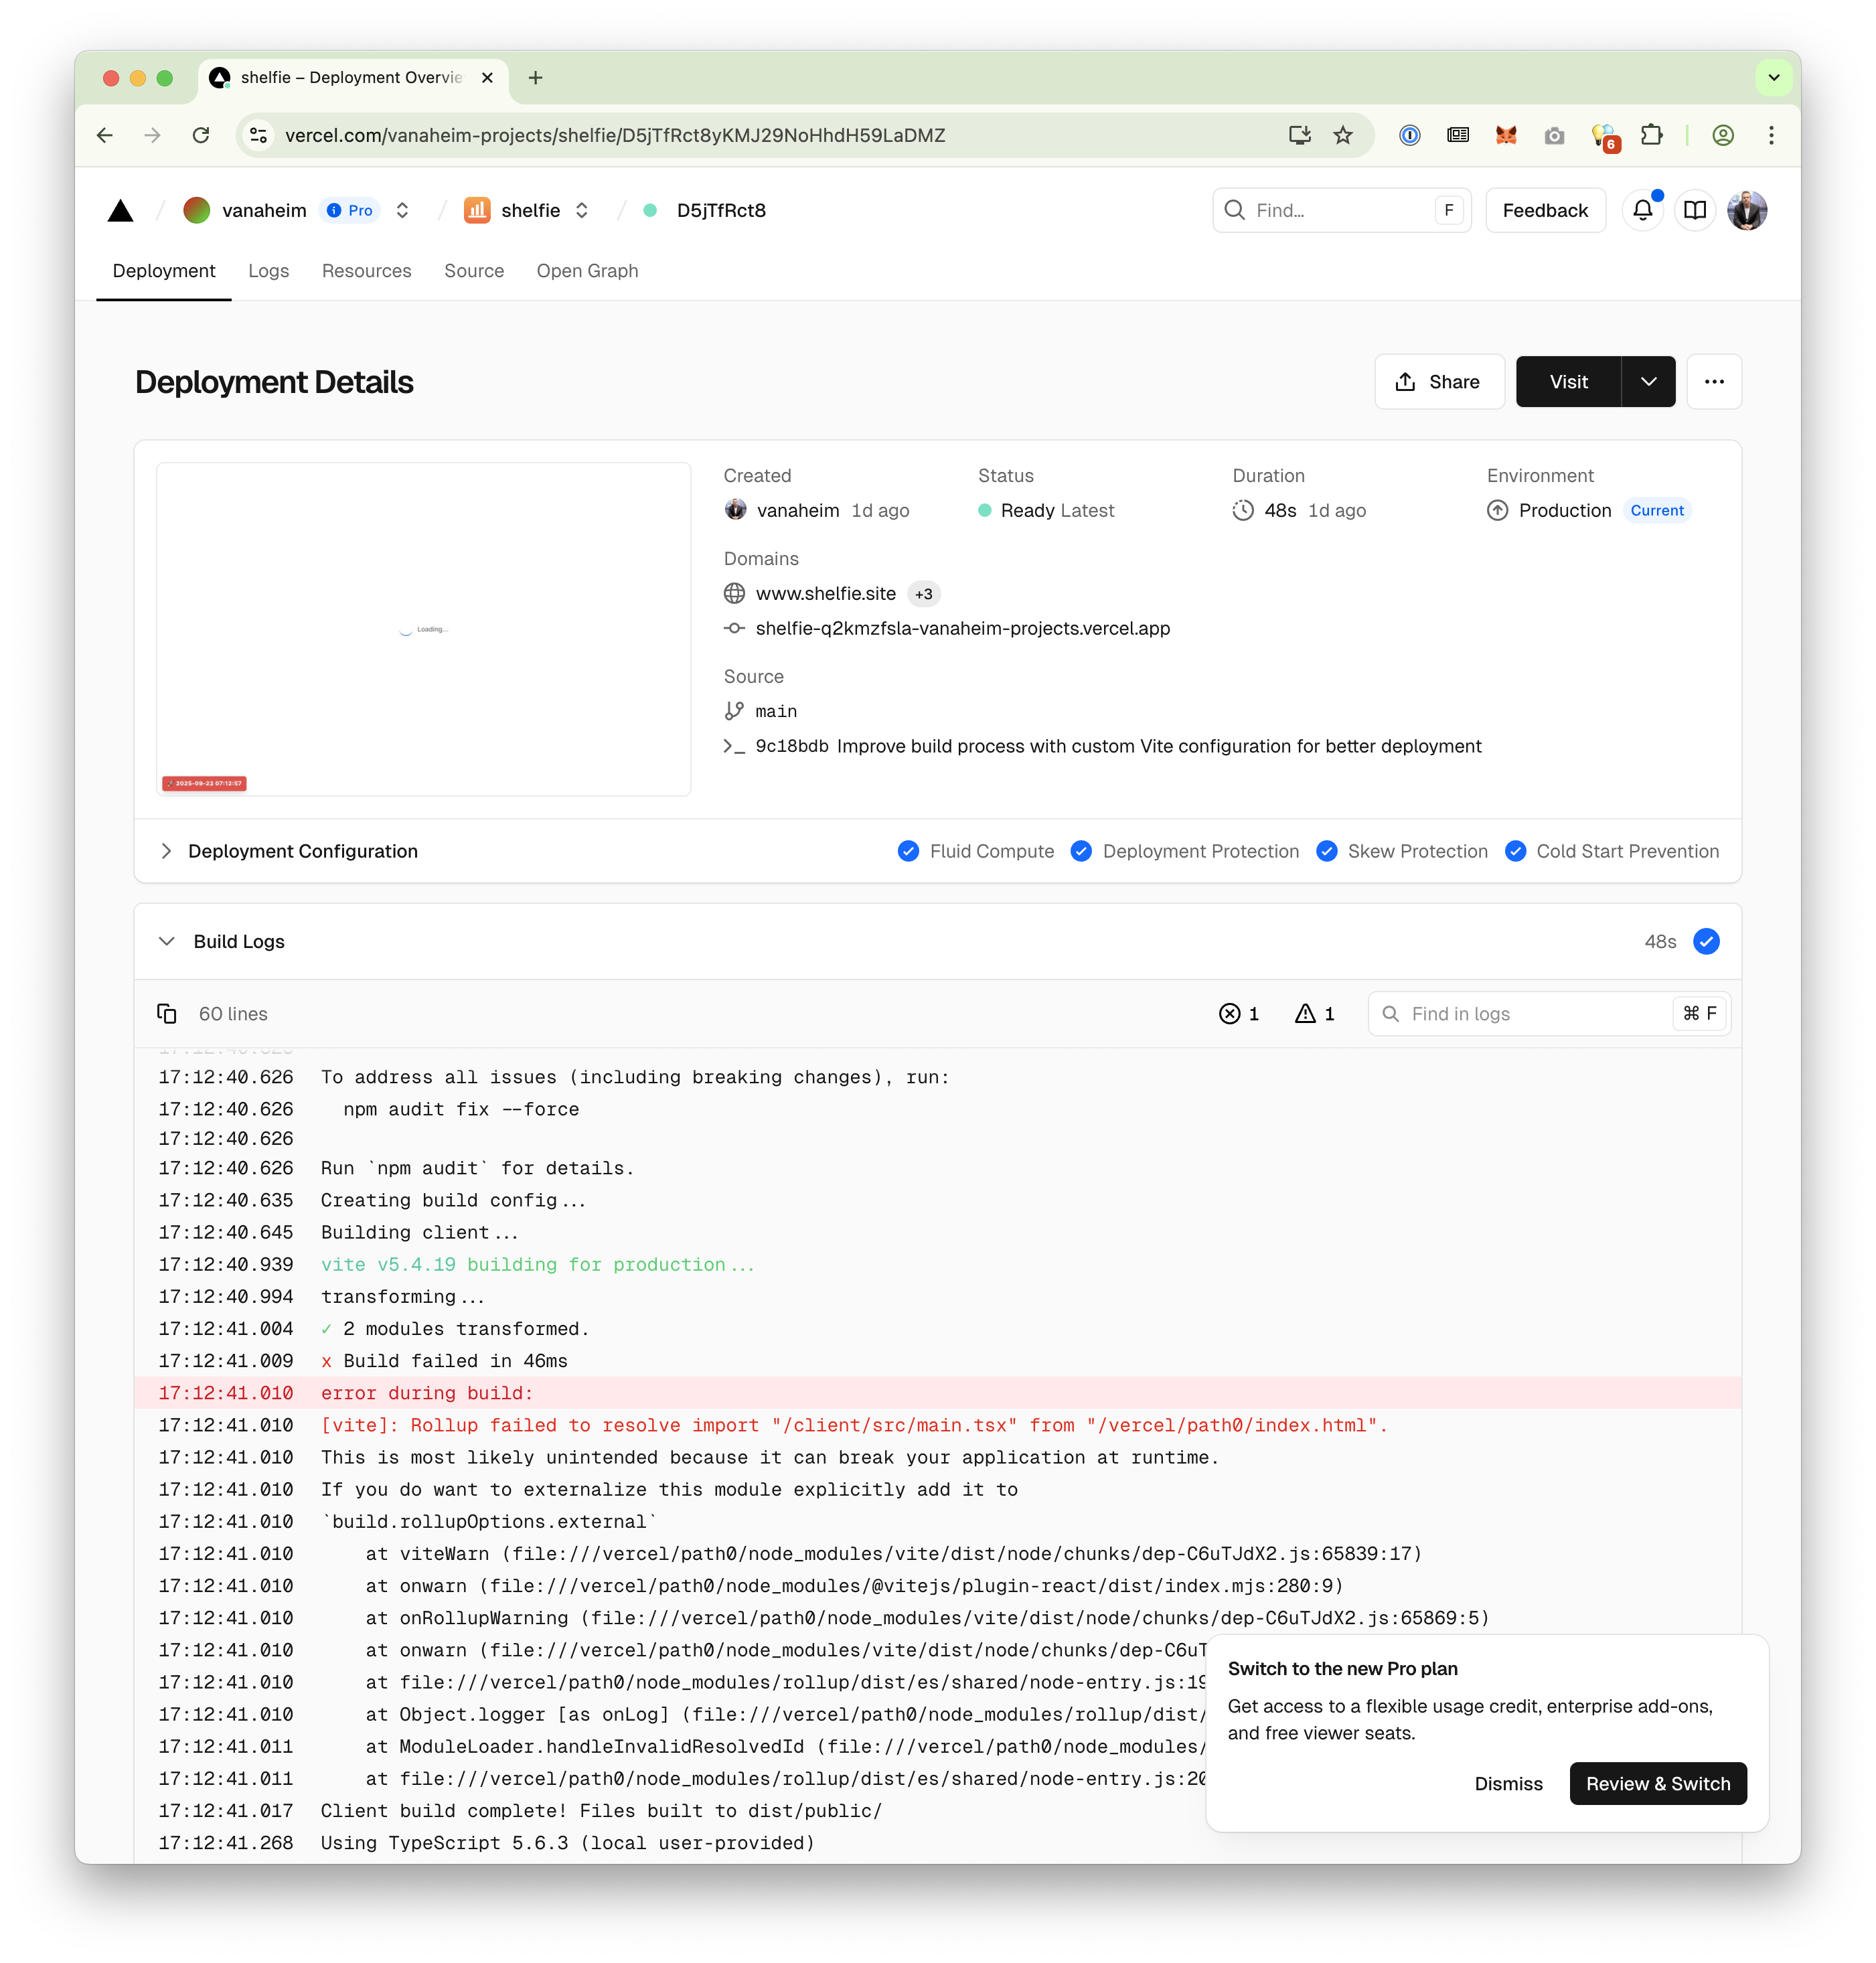 shelfie – Deployment Overvie
vercel.com/vanaheim-projects/shelfie/D5jTfRct8yKMJ29NoHhdH59LaDMZ
6
vanaheim Pro shelfie D5jTfRct8
Find... F Feedback
Deployment Logs Resources Source Open Graph
Deployment Details
Share Visit
Created Status Duration Environment
vanaheim 1d ago Ready Latest 48s 1d ago Production Current
Domains
www.shelfie.site +3
shelfie-q2kmzfsla-vanaheim-projects.vercel.app
Loading...
Source
main
9c18bdb Improve build process with custom Vite configuration for better deployment
2025-09-23 07:12:57
Deployment Configuration Fluid Compute Deployment Protection Skew Protection Cold Start Prevention
Build Logs 48s
60 lines 1 1 Find in logs ⌘ F
17:12:40.626 To address all issues (including breaking changes), run:
17:12:40.626 npm audit fix --force
17:12:40.626
17:12:40.626 Run `npm audit` for details.
17:12:40.635 Creating build config...
17:12:40.645 Building client...
17:12:40.939 vite v5.4.19 building for production...
17:12:40.994 transforming...
17:12:41.004 ✓ 2 modules transformed.
17:12:41.009 x Build failed in 46ms
17:12:41.010 error during build:
17:12:41.010 [vite]: Rollup failed to resolve import "/client/src/main.tsx" from "/vercel/path0/index.html".
17:12:41.010 This is most likely unintended because it can break your application at runtime.
17:12:41.010 If you do want to externalize this module explicitly add it to
17:12:41.010 `build.rollupOptions.external`
17:12:41.010 at viteWarn (file:///vercel/path0/node_modules/vite/dist/node/chunks/dep-C6uTJdX2.js:65839:17)
17:12:41.010 at onwarn (file:///vercel/path0/node_modules/@vitejs/plugin-react/dist/index.mjs:280:9)
17:12:41.010 at onRollupWarning (file:///vercel/path0/node_modules/vite/dist/node/chunks/dep-C6uTJdX2.js:65869:5)
17:12:41.010 at onwarn (file:///vercel/path0/node_modules/vite/dist/node/chunks/dep-C6uT
17:12:41.010 at file:///vercel/path0/node_modules/rollup/dist/es/shared/node-entry.js:19
17:12:41.010 at Object.logger [as onLog] (file:///vercel/path0/node_modules/rollup/dist/
17:12:41.011 at ModuleLoader.handleInvalidResolvedId (file:///vercel/path0/node_modules/
17:12:41.011 at file:///vercel/path0/node_modules/rollup/dist/es/shared/node-entry.js:20
17:12:41.017 Client build complete! Files built to dist/public/
17:12:41.268 Using TypeScript 5.6.3 (local user-provided)
Switch to the new Pro plan
Get access to a flexible usage credit, enterprise add-ons,
and free viewer seats.
Dismiss Review & Switch